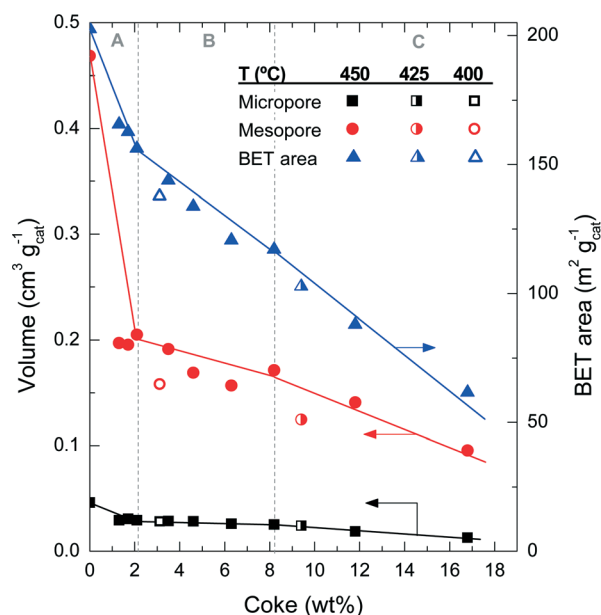 A B C
T (ºC) 450 425 400
Micropore
Mesopore
BET area
Volume (cm³ g⁻¹cat)
0.5
0.4
0.3
0.2
0.1
0.0
BET area (m² g⁻¹cat)
200
150
100
50
0
0 2 4 6 8 10 12 14 16 18
Coke (wt%)